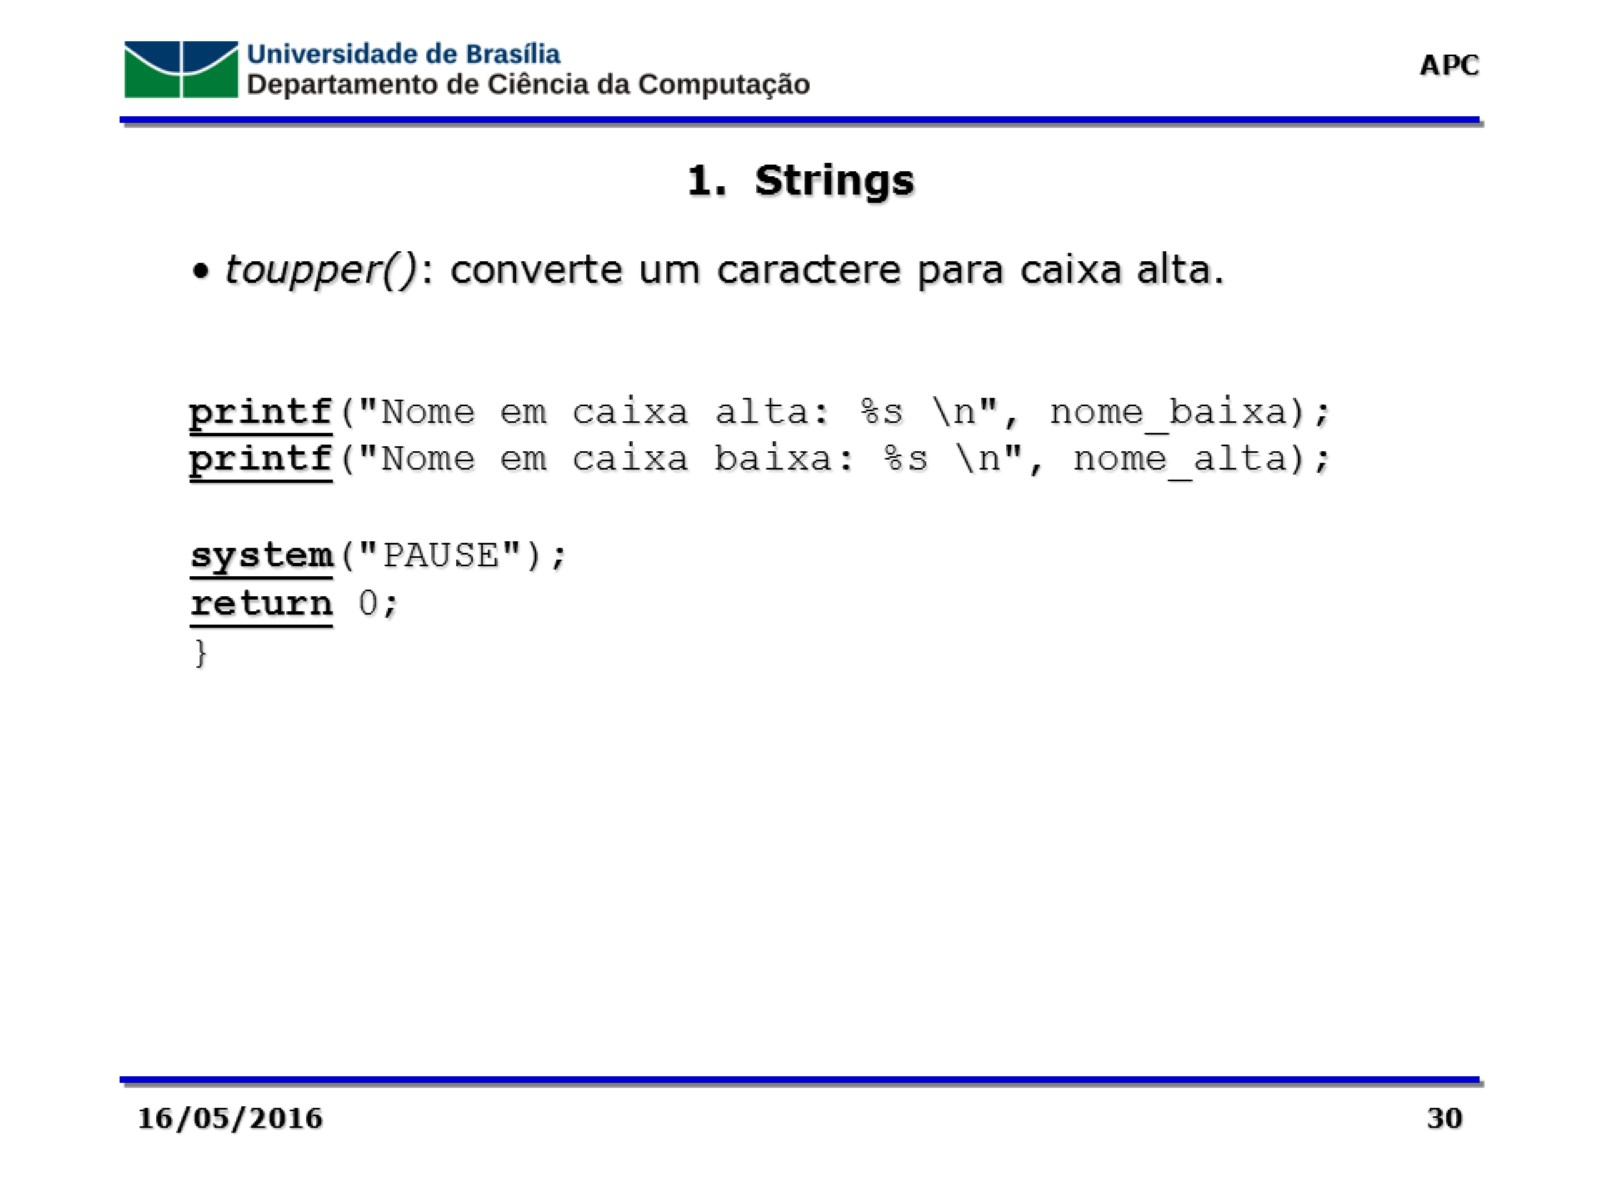 Universidade de Brasília
Departamento de Ciência da Computação
APC
1. Strings
• toupper(): converte um caractere para caixa alta.
printf("Nome em caixa alta: %s \n", nome_baixa);
printf("Nome em caixa baixa: %s \n", nome_alta);
system("PAUSE");
return 0;
}
16/05/2016
30